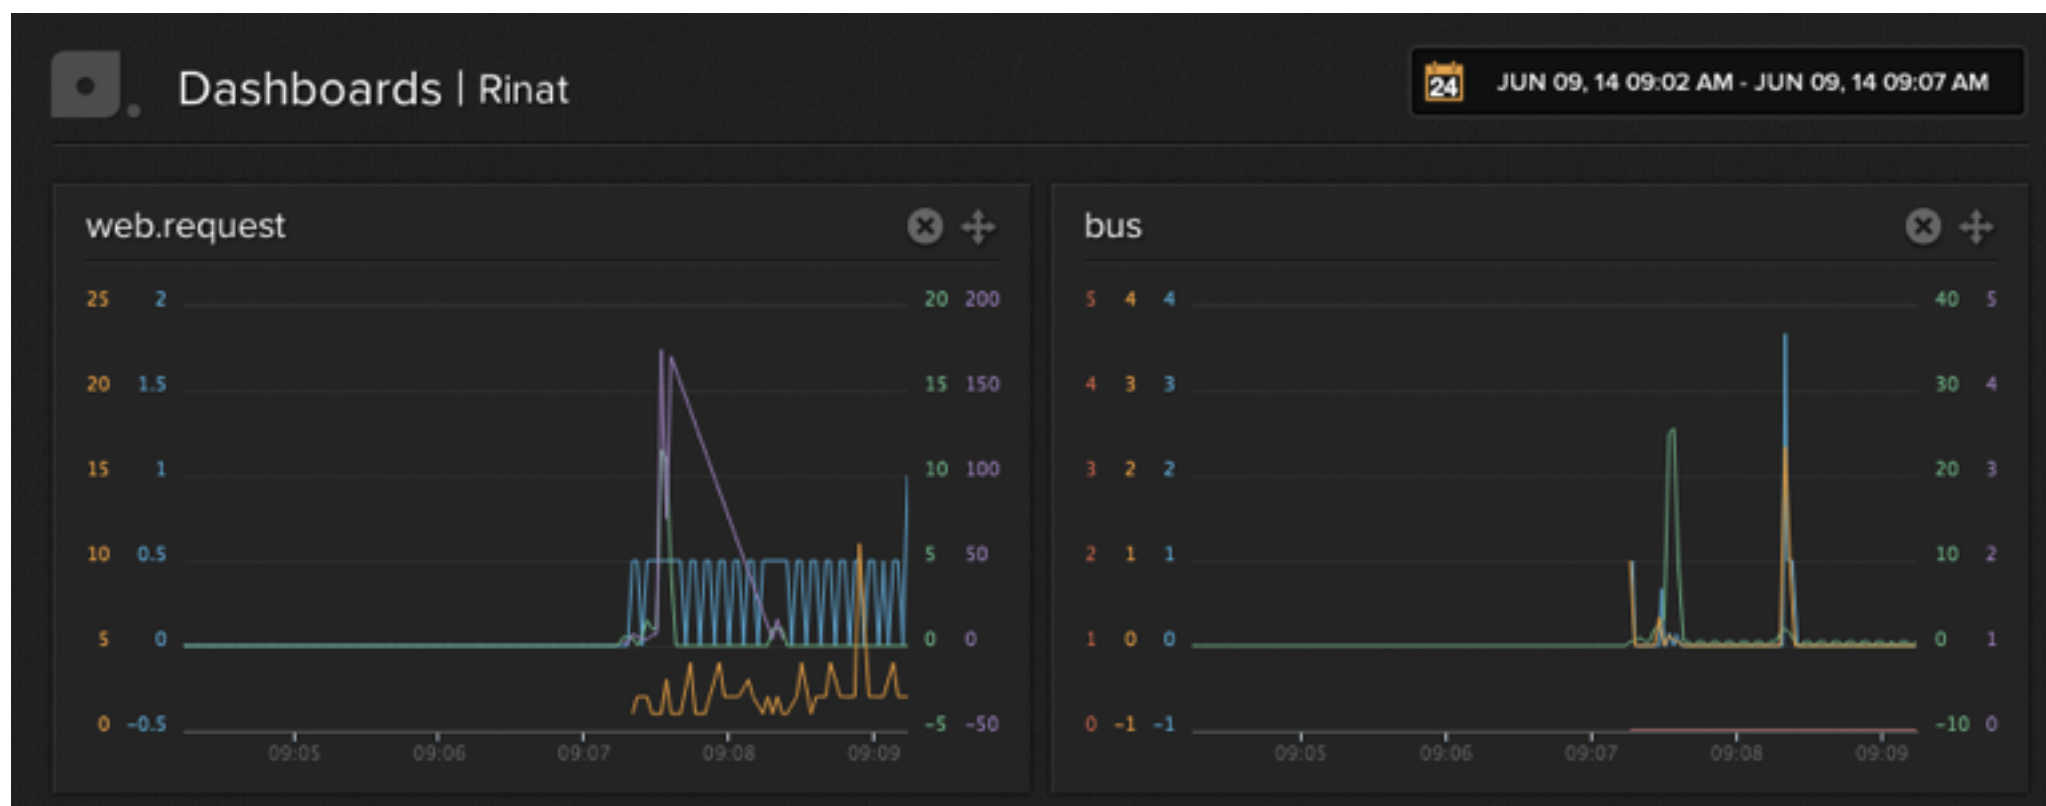 Dashboards | Rinat
24 JUN 09, 14 09:02 AM - JUN 09, 14 09:07 AM
web.request
25 2 20 200
20 1.5 15 150
15 1 10 100
10 0.5 5 50
5 0 0 0
0 -0.5 -5 -50
09:05 09:06 09:07 09:08 09:09
bus
5 4 4 40 5
4 3 3 30 4
3 2 2 20 3
2 1 1 10 2
1 0 0 0 1
0 -1 -1 -10 0
09:05 09:06 09:07 09:08 09:09